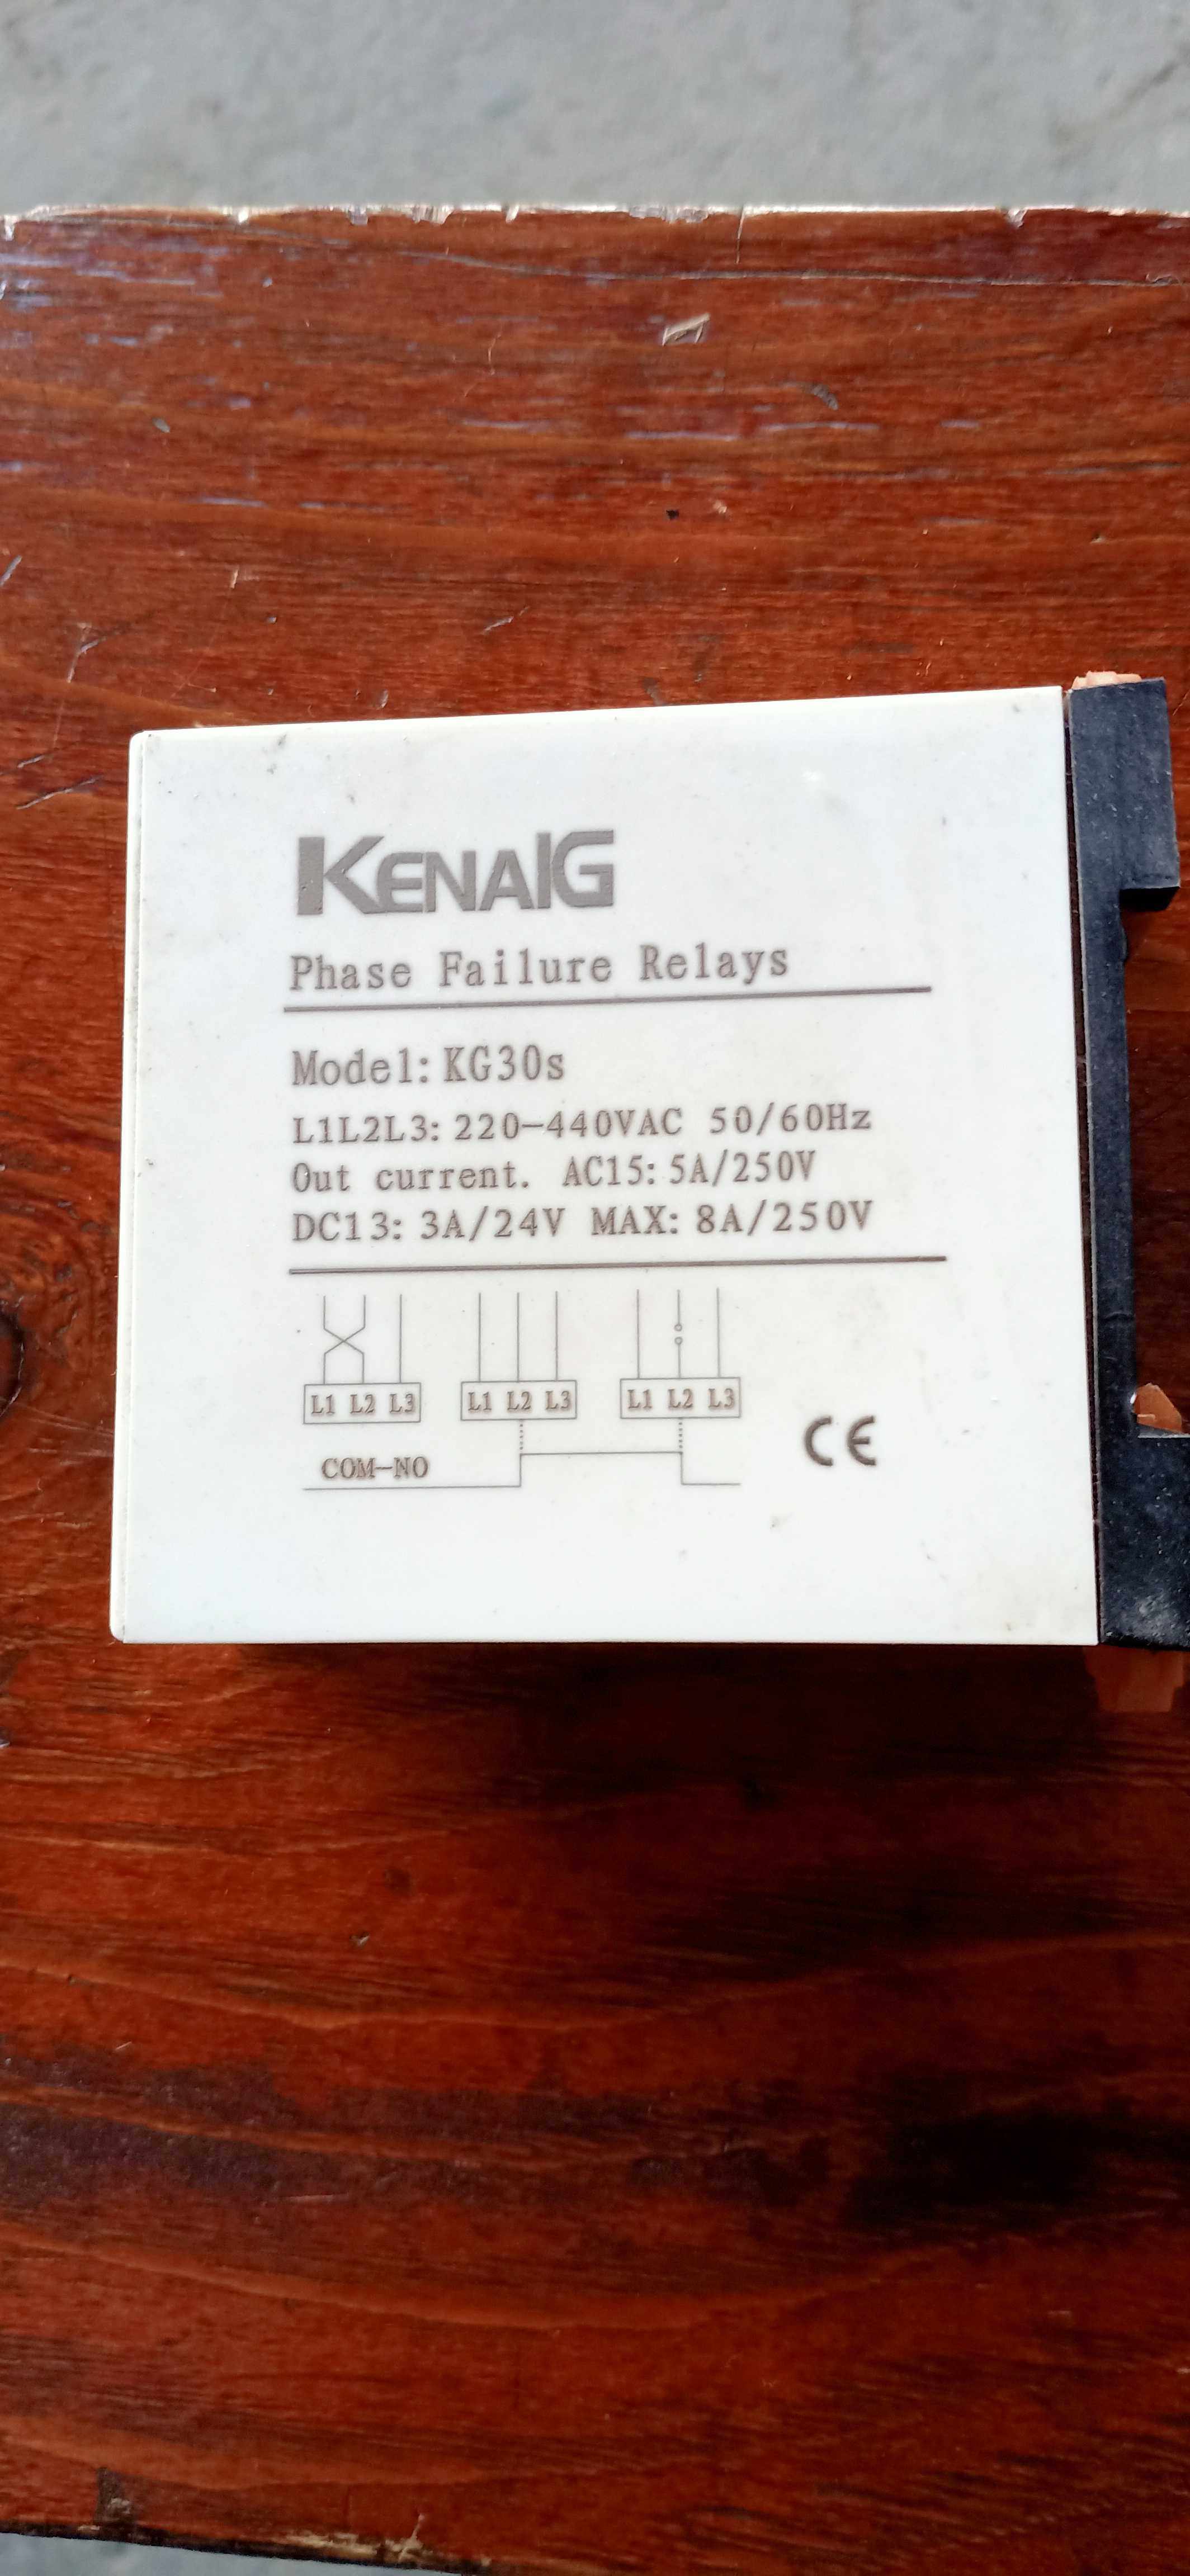 KENAIG
Phase Failure Relays
Model: KG30s
L1L2L3: 220-440VAC 50/60Hz
Out current. AC15: 5A/250V
DC13: 3A/24V MAX: 8A/250V
L1 L2 L3 L1 L2 L3 L1 L2 L3
COM-NO
CE